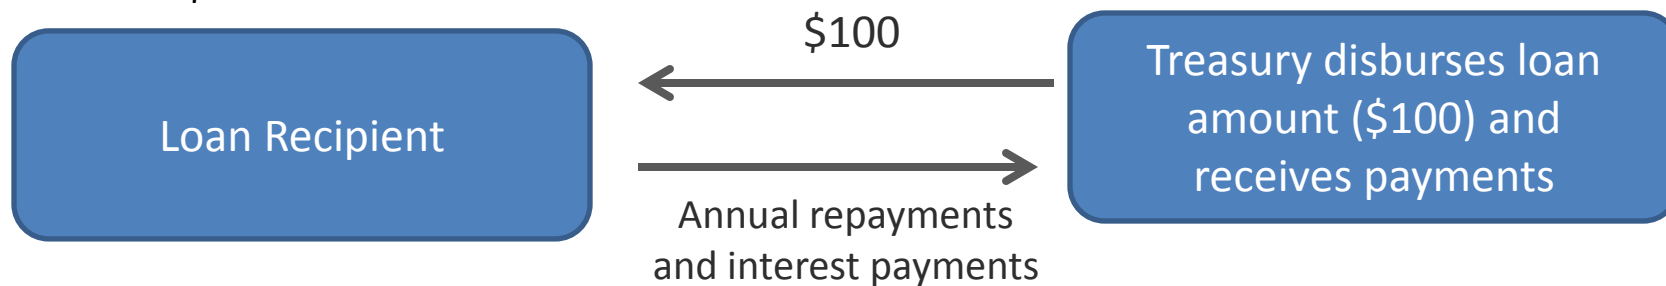 $100
Loan Recipient
Treasury disburses loan
amount ($100) and
receives payments
Annual repayments
and interest payments